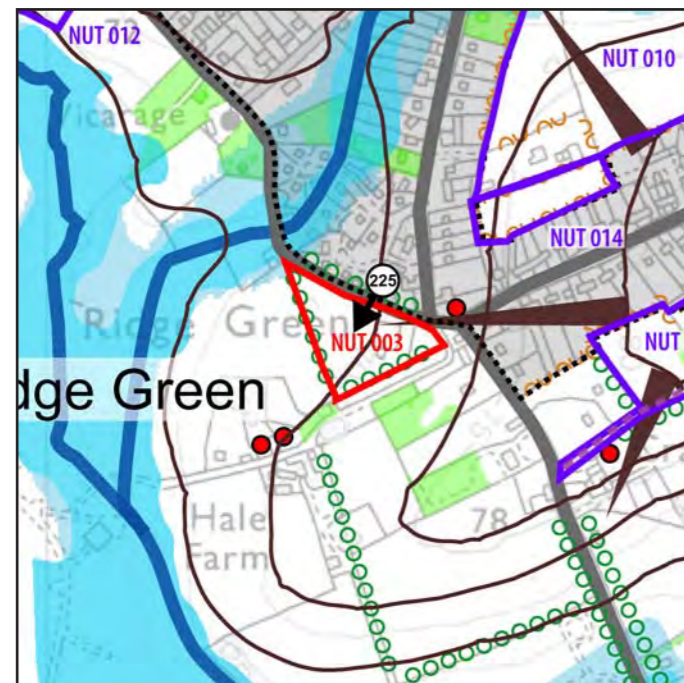 NUT 012
NUT 010
Vicarage
NUT 014
225
Ridge Green
NUT 003
NUT
dge Green
Hale
Farm
78